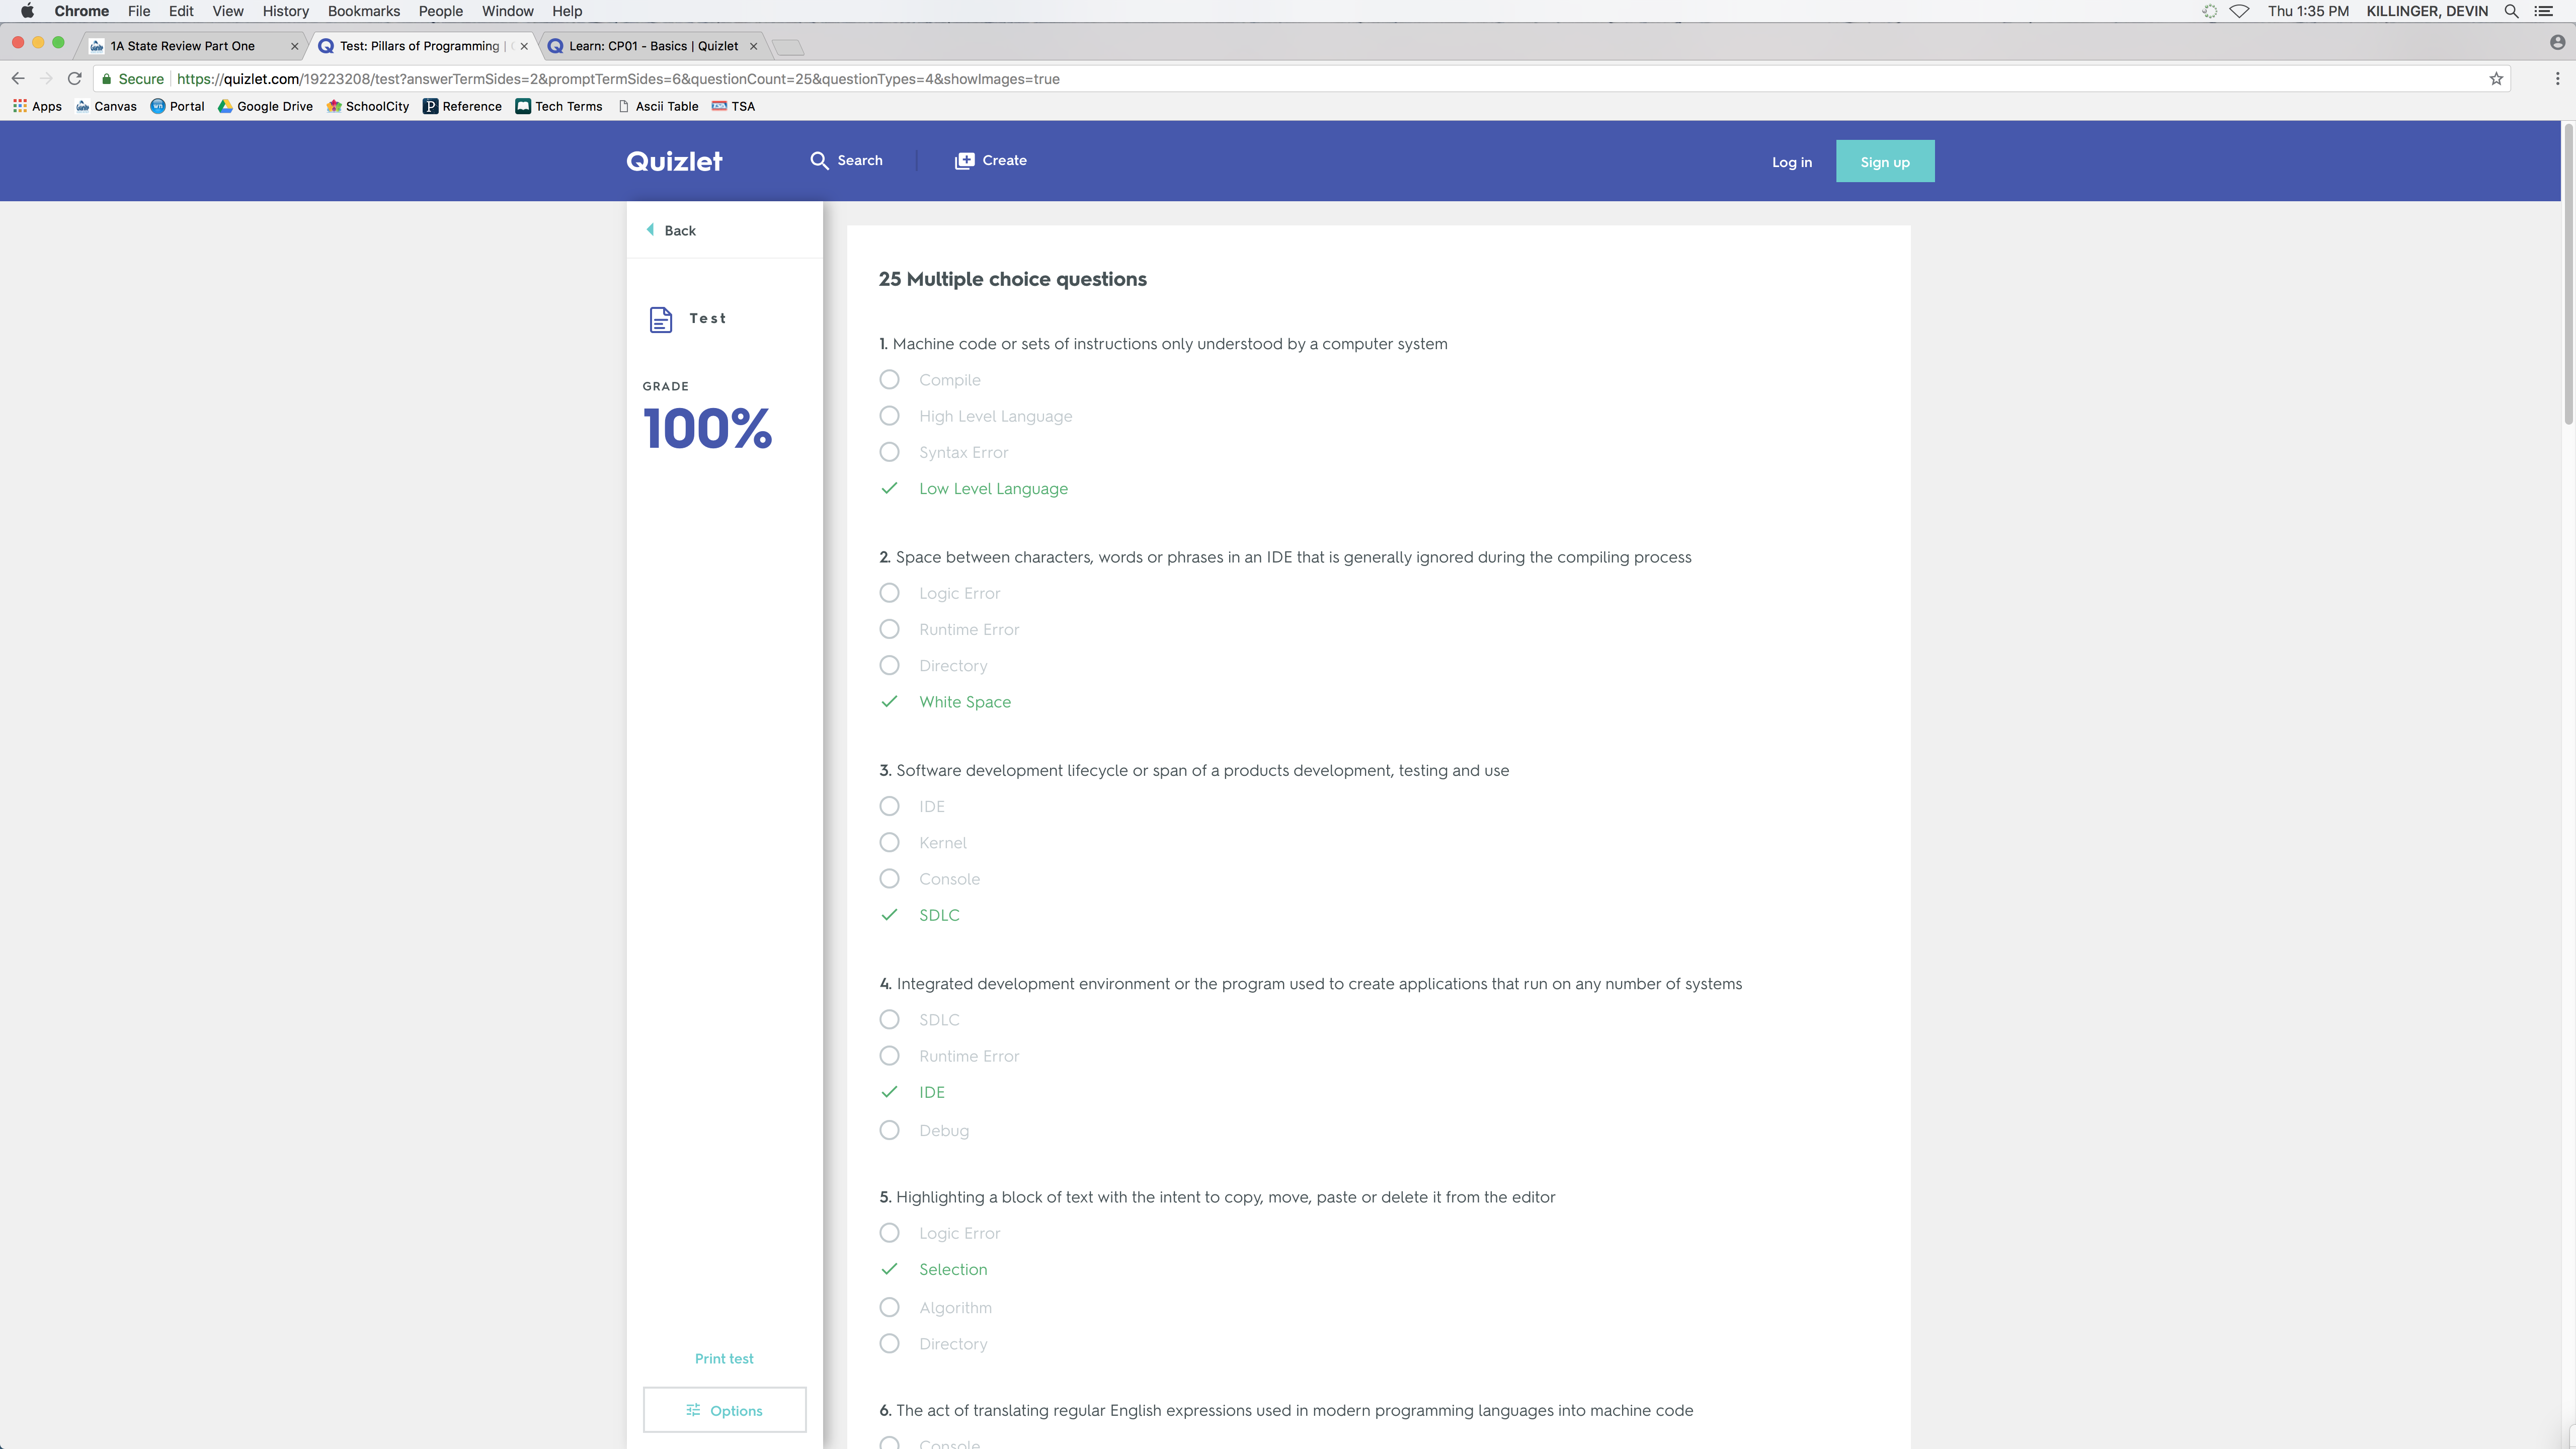 Chrome File Edit View History Bookmarks People Window Help Thu 1:35 PM KILLINGER, DEVIN
1A State Review Part One Test: Pillars of Programming | Learn: CP01 - Basics | Quizlet
Secure https://quizlet.com/19223208/test?answerTermSides=2&promptTermSides=6&questionCount=25&questionTypes=4&showImages=true
Apps Canvas Portal Google Drive SchoolCity Reference Tech Terms Ascii Table TSA
Quizlet Search Create Log in Sign up
Back
Test
GRADE
100%
Print test
Options
25 Multiple choice questions
1. Machine code or sets of instructions only understood by a computer system
Compile
High Level Language
Syntax Error
Low Level Language
2. Space between characters, words or phrases in an IDE that is generally ignored during the compiling process
Logic Error
Runtime Error
Directory
White Space
3. Software development lifecycle or span of a products development, testing and use
IDE
Kernel
Console
SDLC
4. Integrated development environment or the program used to create applications that run on any number of systems
SDLC
Runtime Error
IDE
Debug
5. Highlighting a block of text with the intent to copy, move, paste or delete it from the editor
Logic Error
Selection
Algorithm
Directory
6. The act of translating regular English expressions used in modern programming languages into machine code
Console